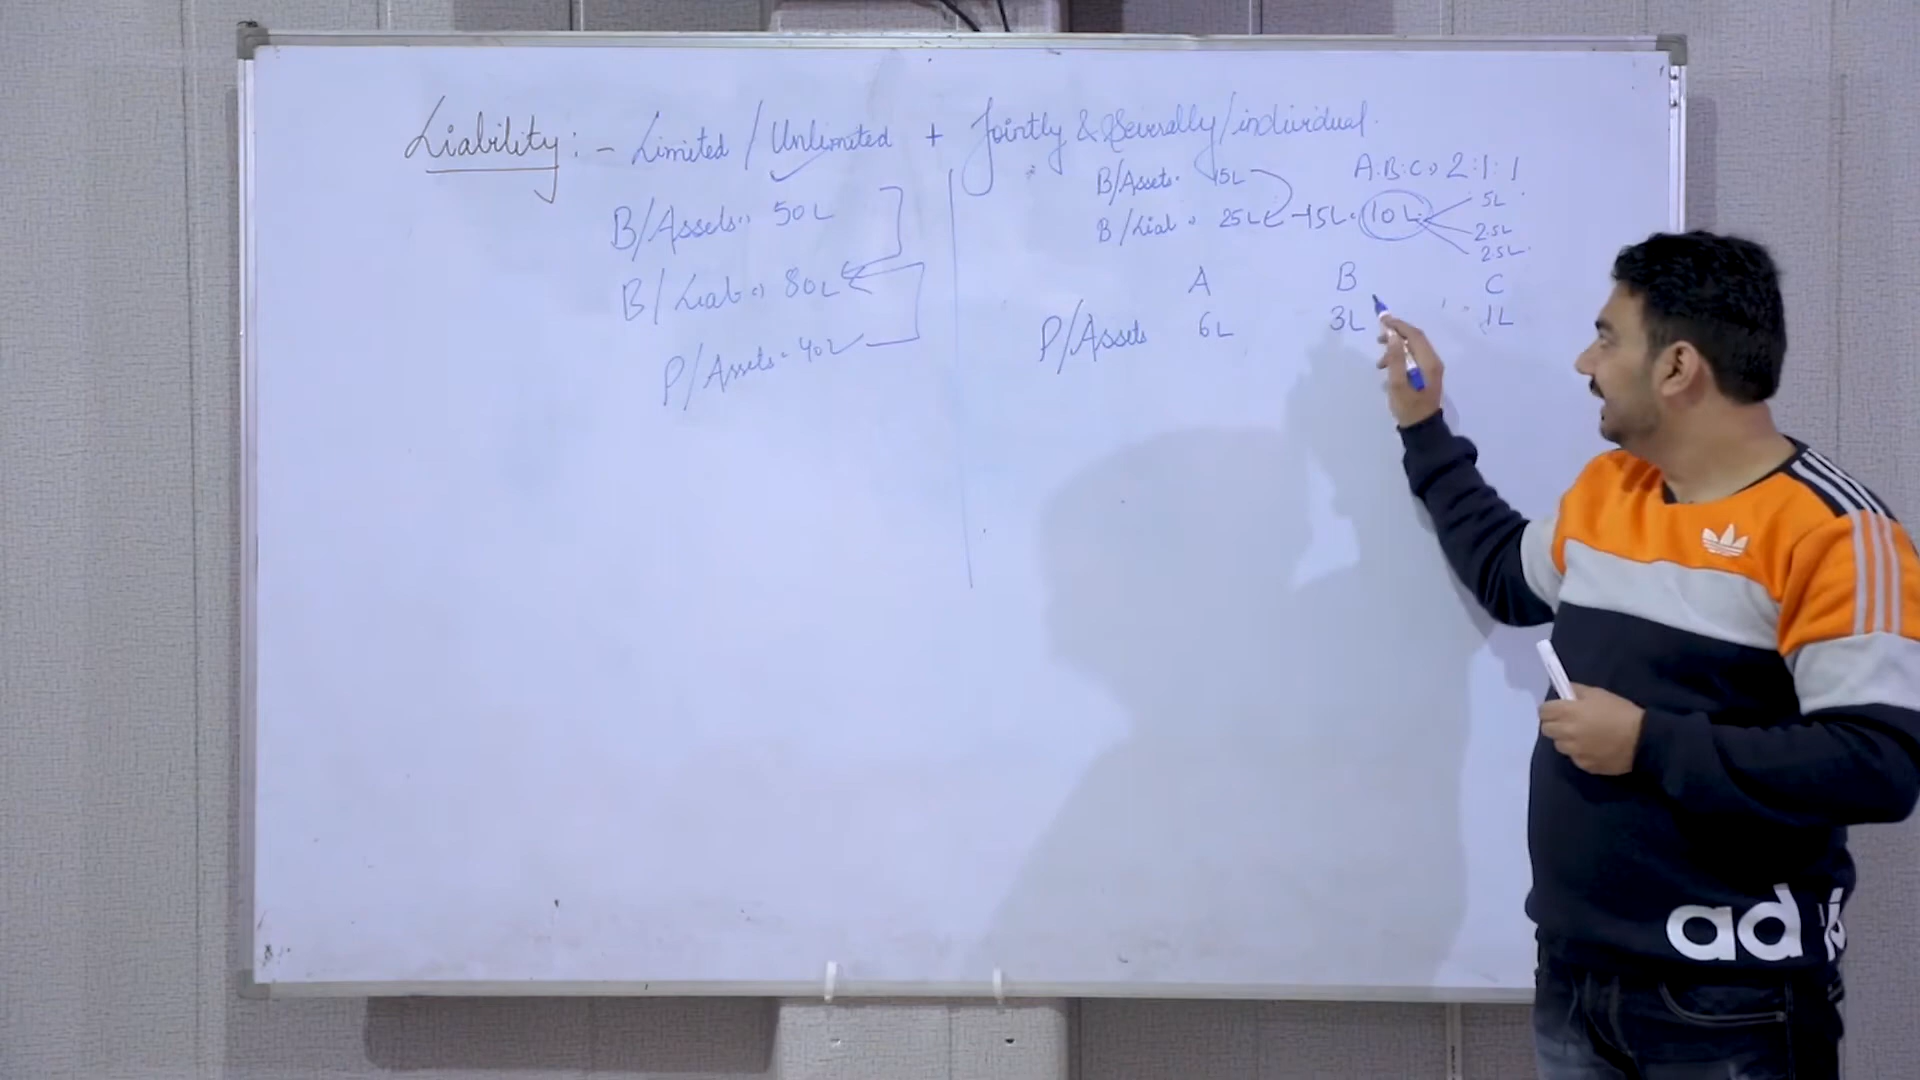 Liability:- Limited / Unlimited + Jointly & Severally/individual.
B/Assets = 50L
B/Liab = 80L
P/Assets = 40L
B/Assets = 15L
B/Liab = 25L - 15L = 10L
A:B:C = 2:1:1
5L
2.5L
2.5L
A B C
P/Assets 6L 3L 1L
ad